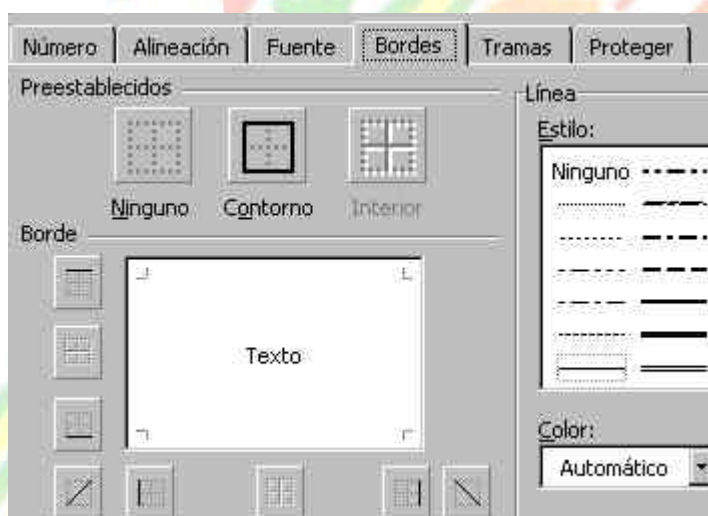 Número Alineación Fuente Bordes Tramas Proteger
Preestablecidos
Ninguno Contorno Interior
Borde
Texto
Línea
Estilo:
Ninguno
Color:
Automático